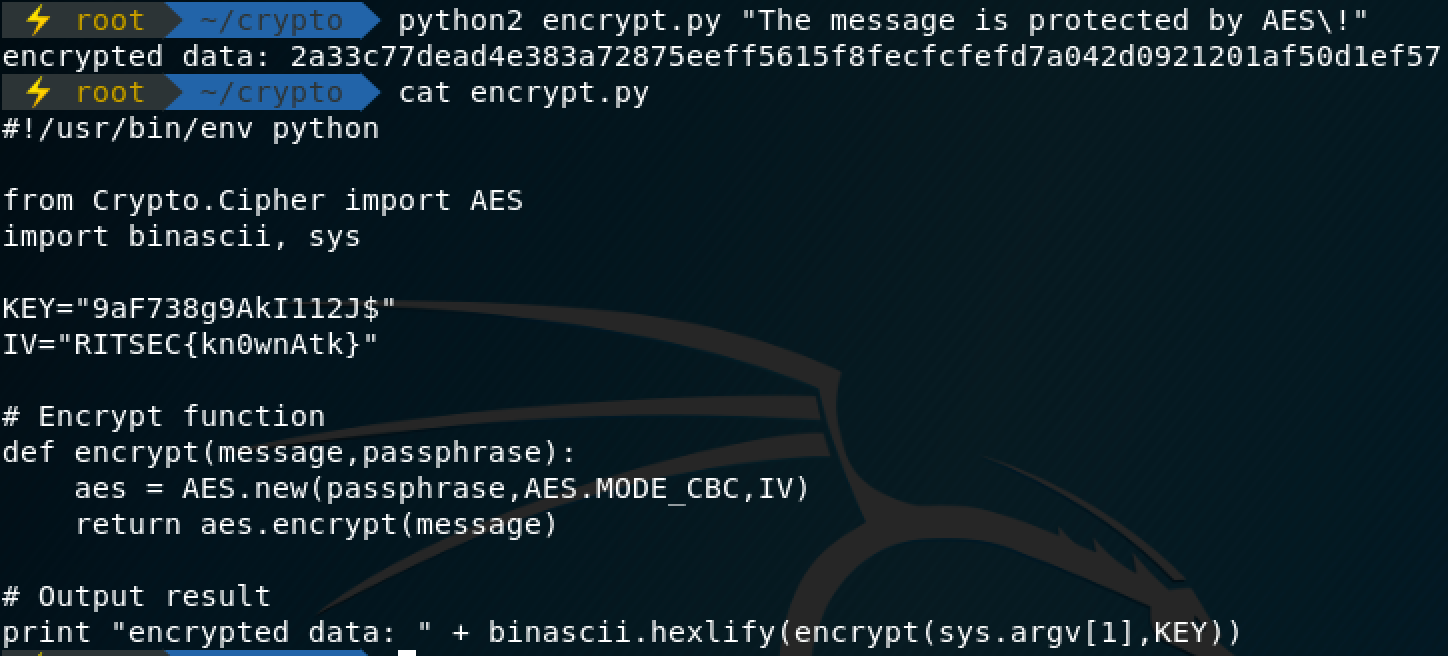 ⚡ root ~/crypto python2 encrypt.py "The message is protected by AES\!"
encrypted data: 2a33c77dead4e383a72875eeff5615f8fecfcfefd7a042d0921201af50d1ef57
⚡ root ~/crypto cat encrypt.py
#!/usr/bin/env python

from Crypto.Cipher import AES
import binascii, sys

KEY="9aF738g9AkI112J$"
IV="RITSEC{kn0wnAtk}"

# Encrypt function
def encrypt(message,passphrase):
    aes = AES.new(passphrase,AES.MODE_CBC,IV)
    return aes.encrypt(message)

# Output result
print "encrypted data: " + binascii.hexlify(encrypt(sys.argv[1],KEY))